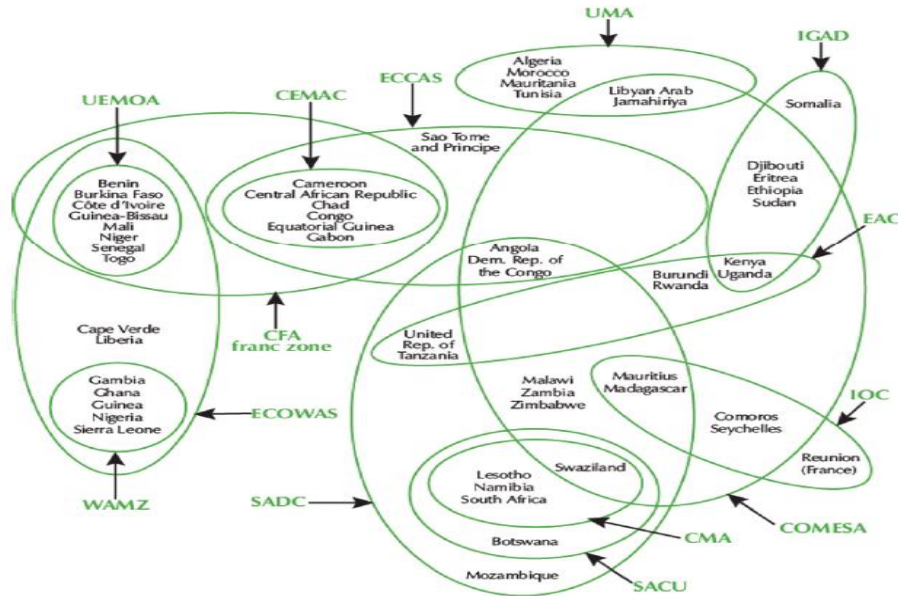 UMA
IGAD
Algeria
Morocco
Mauritania
Tunisia
Libyan Arab
Jamahiriya
Somalia
ECCAS
CEMAC
UEMOA
Sao Tome
and Principe
Djibouti
Eritrea
Ethiopia
Sudan
Benin
Burkina Faso
Côte d'Ivoire
Guinea-Bissau
Mali
Niger
Senegal
Togo
Cameroon
Central African Republic
Chad
Congo
Equatorial Guinea
Gabon
EAC
Angola
Dem. Rep. of
the Congo
Kenya
Uganda
Burundi
Rwanda
Cape Verde
Liberia
CFA
franc zone
United
Rep. of
Tanzania
Gambia
Ghana
Guinea
Nigeria
Sierra Leone
ECOWAS
Malawi
Zambia
Zimbabwe
Mauritius
Madagascar
IOC
Comoros
Seychelles
Reunion
(France)
WAMZ
SADC
Lesotho
Namibia
South Africa
Swaziland
COMESA
CMA
Botswana
SACU
Mozambique